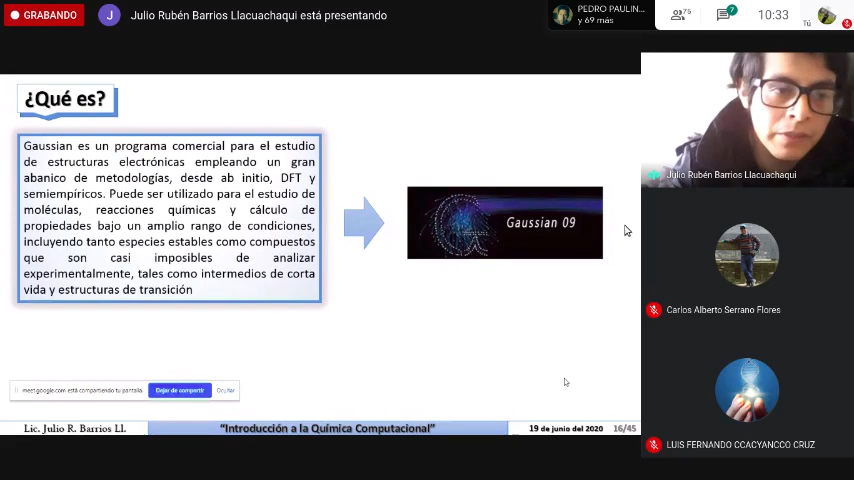 GRABANDO
J
Julio Rubén Barrios Llacuachaqui está presentando
PEDRO PAULIN...
y 69 más
75
7
10:33
Tú
¿Qué es?
Gaussian es un programa comercial para el estudio
de estructuras electrónicas empleando un gran
abanico de metodologías, desde ab initio, DFT y
semiempíricos. Puede ser utilizado para el estudio de
moléculas, reacciones químicas y cálculo de
propiedades bajo un amplio rango de condiciones,
incluyendo tanto especies estables como compuestos
que son casi imposibles de analizar
experimentalmente, tales como intermedios de corta
vida y estructuras de transición
Gaussian 09
Julio Rubén Barrios Llacuachaqui
Carlos Alberto Serrano Flores
LUIS FERNANDO CCACYANCCO CRUZ
meet.google.com está compartiendo tu pantalla.
Dejar de compartir
Ocultar
Lic. Julio R. Barrios Ll.
“Introducción a la Química Computacional”
19 de junio del 2020
16/45